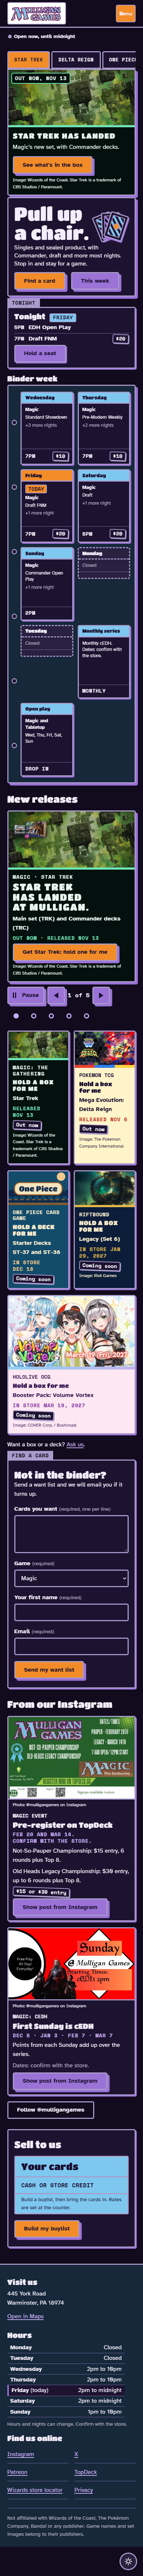 MULLIGAN GAMES
Menu
Open now, until midnight
STAR TREK
DELTA REIGN
ONE PIECE
OUT NOW, NOV 13
STAR TREK HAS LANDED
Magic's new set, with Commander decks.
See what's in the box
Image: Wizards of the Coast. Star Trek is a trademark of
CBS Studios / Paramount.
Pull up
a chair.
Singles and sealed product, with
Commander, draft and more most nights.
Stop in and stay for a game.
Find a card
This week
TONIGHT
Tonight FRIDAY
5PM EDH Open Play
7PM Draft FNM
$20
Hold a seat
Binder week
Wednesday
Magic
Standard Showdown
+3 more nights
7PM $10
Thursday
Magic
Pre-Modern Weekly
+2 more nights
7PM $10
Friday
TODAY
Magic
Draft FNM
+1 more night
7PM $20
Saturday
Magic
Draft
+1 more night
6PM $20
Sunday
Magic
Commander Open
Play
+1 more night
2PM
Monday
Closed
Tuesday
Closed
Monthly series
Monthly cEDH.
Dates: confirm with
the store.
MONTHLY
Open play
Magic and
Tabletop
Wed, Thu, Fri, Sat,
Sun
DROP IN
New releases
MAGIC · STAR TREK
STAR TREK
HAS LANDED
AT MULLIGAN.
Main set (TRK) and Commander decks
(TRC)
OUT NOW · RELEASED NOV 13
Get Star Trek: hold one for me
Image: Wizards of the Coast. Star Trek is a trademark of
CBS Studios / Paramount.
Pause
1 of 5
MAGIC: THE
GATHERING
HOLD A BOX
FOR ME
Star Trek
RELEASED
NOV 13
Out now
Image: Wizards of the
Coast. Star Trek is a
trademark of CBS Studios
/ Paramount.
POKEMON TCG
Hold a box
for me
Mega Evolution:
Delta Reign
RELEASED NOV 6
Out now
Image: The Pokemon
Company International
One Piece
ONE PIECE CARD
GAME
HOLD A DECK
FOR ME
Starter Decks
ST-37 and ST-38
IN STORE
DEC 18
Coming soon
RIFTBOUND
HOLD A BOX
FOR ME
Legacy (Set 6)
IN STORE JAN
29, 2027
Coming soon
Image: Riot Games
HOLOLIVE OCG
Hold a box for me
Booster Pack: Volume Vortex
IN STORE MAR 19, 2027
Coming soon
Image: COVER Corp. / Bushiroad
Want a box or a deck? Ask us.
FIND A CARD
Not in the binder?
Send a want list and we will email you if it
turns up.
Cards you want (required, one per line)
Game (required)
Magic
Your first name (required)
Email (required)
Send my want list
From our Instagram
MULLIGAN GAMES
Photo: @mulligangames on Instagram
MAGIC EVENT
Pre-register on TopDeck
FEB 20 AND MAR 14.
CONFIRM WITH THE STORE.
Not-So-Pauper Championship: $15 entry, 6
rounds plus Top 8.
Old Heads Legacy Championship: $30 entry,
up to 6 rounds plus Top 8.
$15 or $30 entry
Show post from Instagram
Sunday
@ Mulligan Games
Photo: @mulligangames on Instagram
MAGIC: CEDH
First Sunday is cEDH
DEC 6 · JAN 3 · FEB 7 · MAR 7
Points from each Sunday add up over the
series.
Dates: confirm with the store.
Show post from Instagram
Follow @mulligangames
Sell to us
Your cards
CASH OR STORE CREDIT
Build a buylist, then bring the cards in. Rates
are set at the counter.
Build my buylist
Visit us
445 York Road
Warminster, PA 18974
Open in Maps
Hours
Monday Closed
Tuesday Closed
Wednesday 2pm to 10pm
Thursday 2pm to 10pm
Friday (today) 2pm to midnight
Saturday 2pm to midnight
Sunday 1pm to 10pm
Hours and nights can change. Confirm with the store.
Find us online
Instagram
X
Patreon
TopDeck
Wizards store locator
Privacy
Not affiliated with Wizards of the Coast, The Pokémon
Company, Bandai or any publisher. Game names and set
images belong to their publishers.